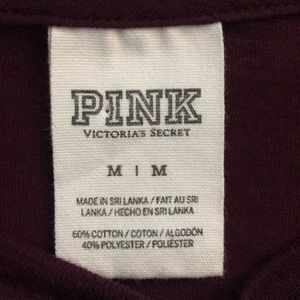 PINK
VICTORIA'S SECRET
M | M
MADE IN SRI LANKA / FAIT AU SRI
LANKA / HECHO EN SRI LANKA
60% COTTON / COTON / ALGODÓN
40% POLYESTER / POLIÉSTER